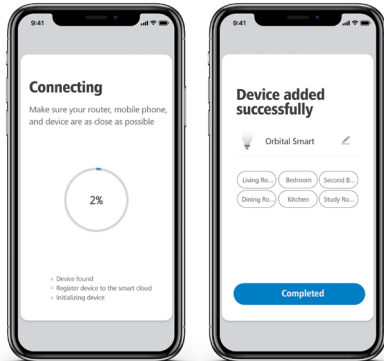 9:41
Connecting
Make sure your router, mobile phone,
and device are as close as possible
2%
Device found
Register device to the smart cloud
Initializing device
9:41
Device added
successfully
Orbital Smart
Living Ro...
Bedroom
Second B...
Dining Ro...
Kitchen
Study Ro...
Completed